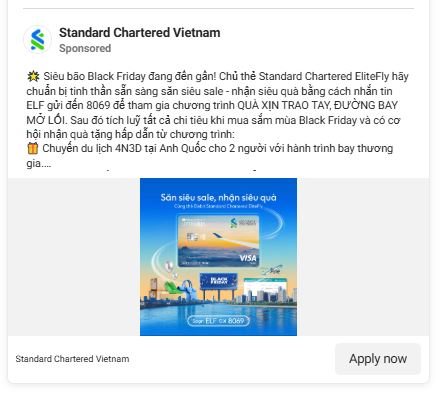 Standard Chartered Vietnam
Sponsored
💥 Siêu bão Black Friday đang đến gần! Chủ thẻ Standard Chartered EliteFly hãy
chuẩn bị tinh thần sẵn sàng săn siêu sale - nhận siêu quà bằng cách nhắn tin
ELF gửi đến 8069 để tham gia chương trình QUÀ XỊN TRAO TAY, ĐƯỜNG BAY
MỞ LỐI. Sau đó tích luỹ tất cả chi tiêu khi mua sắm mùa Black Friday và có cơ
hội nhận quà tặng hấp dẫn từ chương trình:
🎁 Chuyến du lịch 4N3D tại Anh Quốc cho 2 người với hành trình bay thương
gia....
Săn siêu sale, nhận siêu quà
Cùng thẻ Debit Standard Chartered EliteFly
VISA
BLACK
FRIDAY
Soạn ELF Gửi 8069
Standard Chartered Vietnam
Apply now